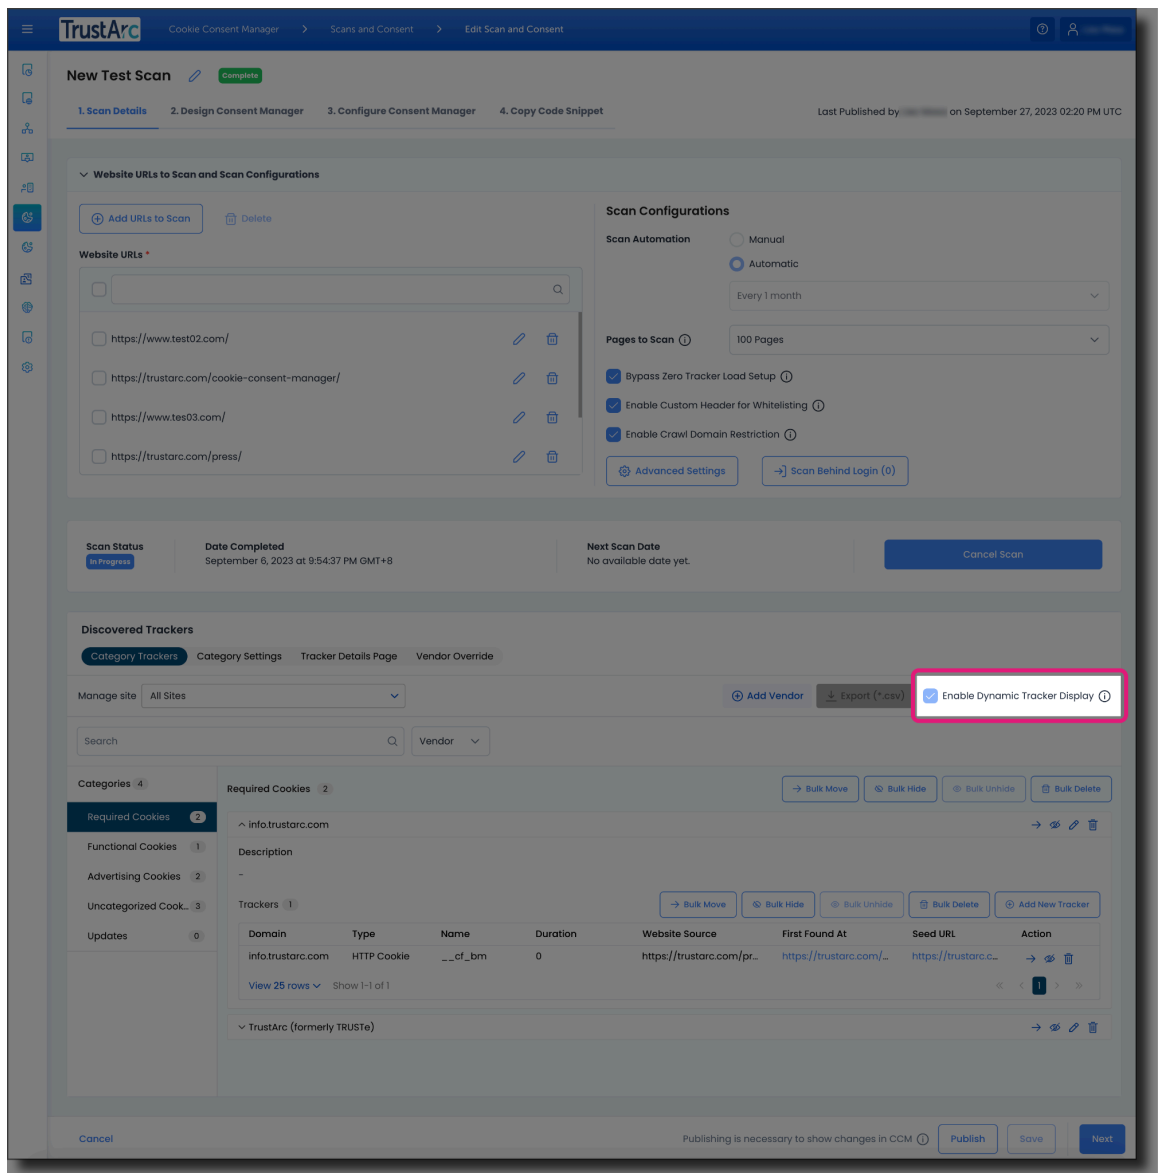 TrustArc Cookie Consent Manager > Scans and Consent > Edit Scan and Consent
New Test Scan Complete
1. Scan Details 2. Design Consent Manager 3. Configure Consent Manager 4. Copy Code Snippet Last Published by on September 27, 2023 02:20 PM UTC
Website URLs to Scan and Scan Configurations
Add URLs to Scan Delete
Website URLs *
https://www.test02.com/
https://trustarc.com/cookie-consent-manager/
https://www.tes03.com/
https://trustarc.com/press/
Scan Configurations
Scan Automation Manual
Automatic
Every 1 month
Pages to Scan 100 Pages
Bypass Zero Tracker Load Setup
Enable Custom Header for Whitelisting
Enable Crawl Domain Restriction
Advanced Settings Scan Behind Login (0)
Scan Status Date Completed Next Scan Date
In Progress September 6, 2023 at 9:54:37 PM GMT+8 No available date yet.
Cancel Scan
Discovered Trackers
Category Trackers Category Settings Tracker Details Page Vendor Override
Manage site All Sites Add Vendor Export (*.csv) Enable Dynamic Tracker Display
Search Vendor
Categories 4
Required Cookies 2
Functional Cookies 1
Advertising Cookies 2
Uncategorized Cook... 3
Updates 0
Required Cookies 2 Bulk Move Bulk Hide Bulk Unhide Bulk Delete
info.trustarc.com
Description
-
Trackers 1 Bulk Move Bulk Hide Bulk Unhide Bulk Delete Add New Tracker
Domain Type Name Duration Website Source First Found At Seed URL Action
info.trustarc.com HTTP Cookie __cf_bm 0 https://trustarc.com/pr... https://trustarc.com/... https://trustarc.c...
View 25 rows Show 1-1 of 1 « < 1 > »
TrustArc (formerly TRUSTe)
Cancel Publishing is necessary to show changes in CCM Publish Save Next